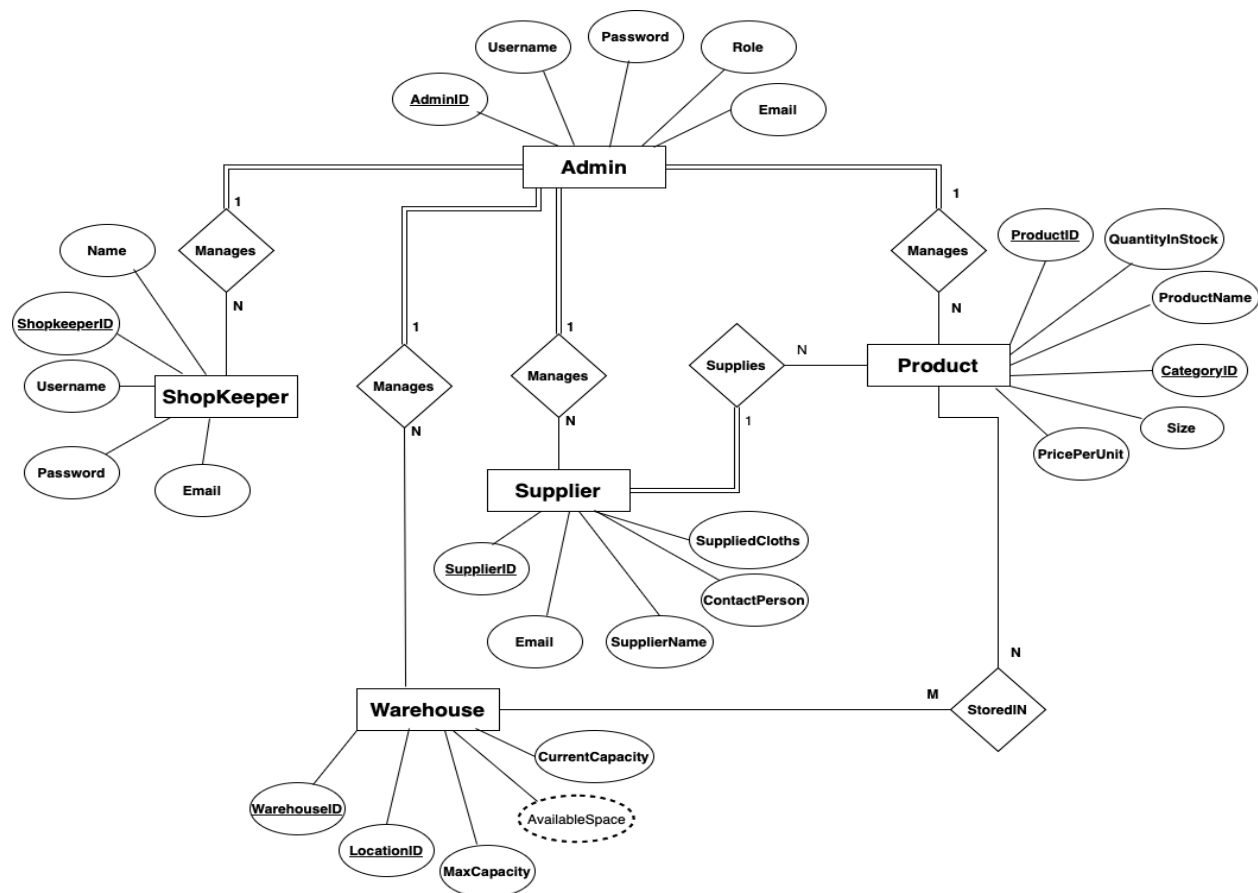 Password
Username
Role
AdminID
Email
Admin
1
1
Manages
Manages
Name
ProductID
QuantityInStock
ProductName
N
N
ShopkeeperID
1
1
Supplies
N
Product
CategoryID
Username
Manages
Manages
ShopKeeper
1
Size
N
N
PricePerUnit
Password
Email
Supplier
SuppliedCloths
SupplierID
ContactPerson
Email
SupplierName
N
M
StoredIN
Warehouse
CurrentCapacity
WarehouseID
AvailableSpace
LocationID
MaxCapacity